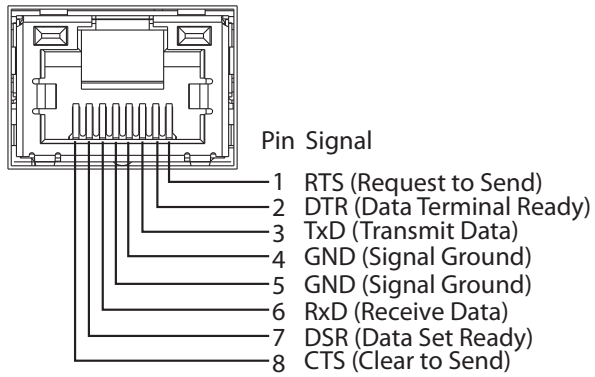 Pin Signal
1 RTS (Request to Send)
2 DTR (Data Terminal Ready)
3 TxD (Transmit Data)
4 GND (Signal Ground)
5 GND (Signal Ground)
6 RxD (Receive Data)
7 DSR (Data Set Ready)
8 CTS (Clear to Send)